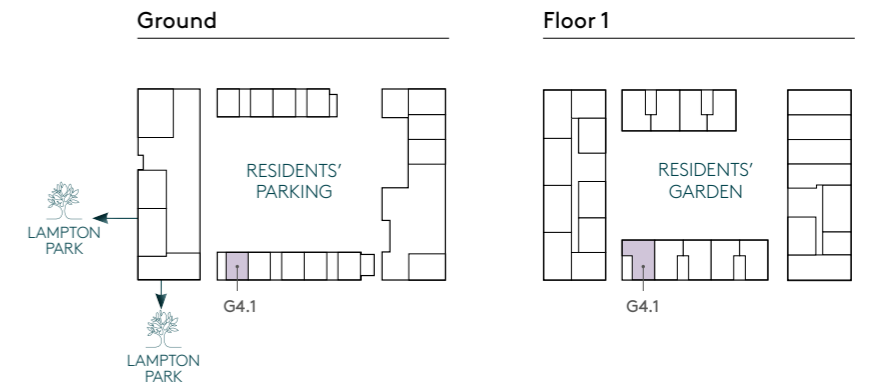 Ground
Floor 1
RESIDENTS’
PARKING
RESIDENTS’
GARDEN
LAMPTON
PARK
G4.1
G4.1
LAMPTON
PARK